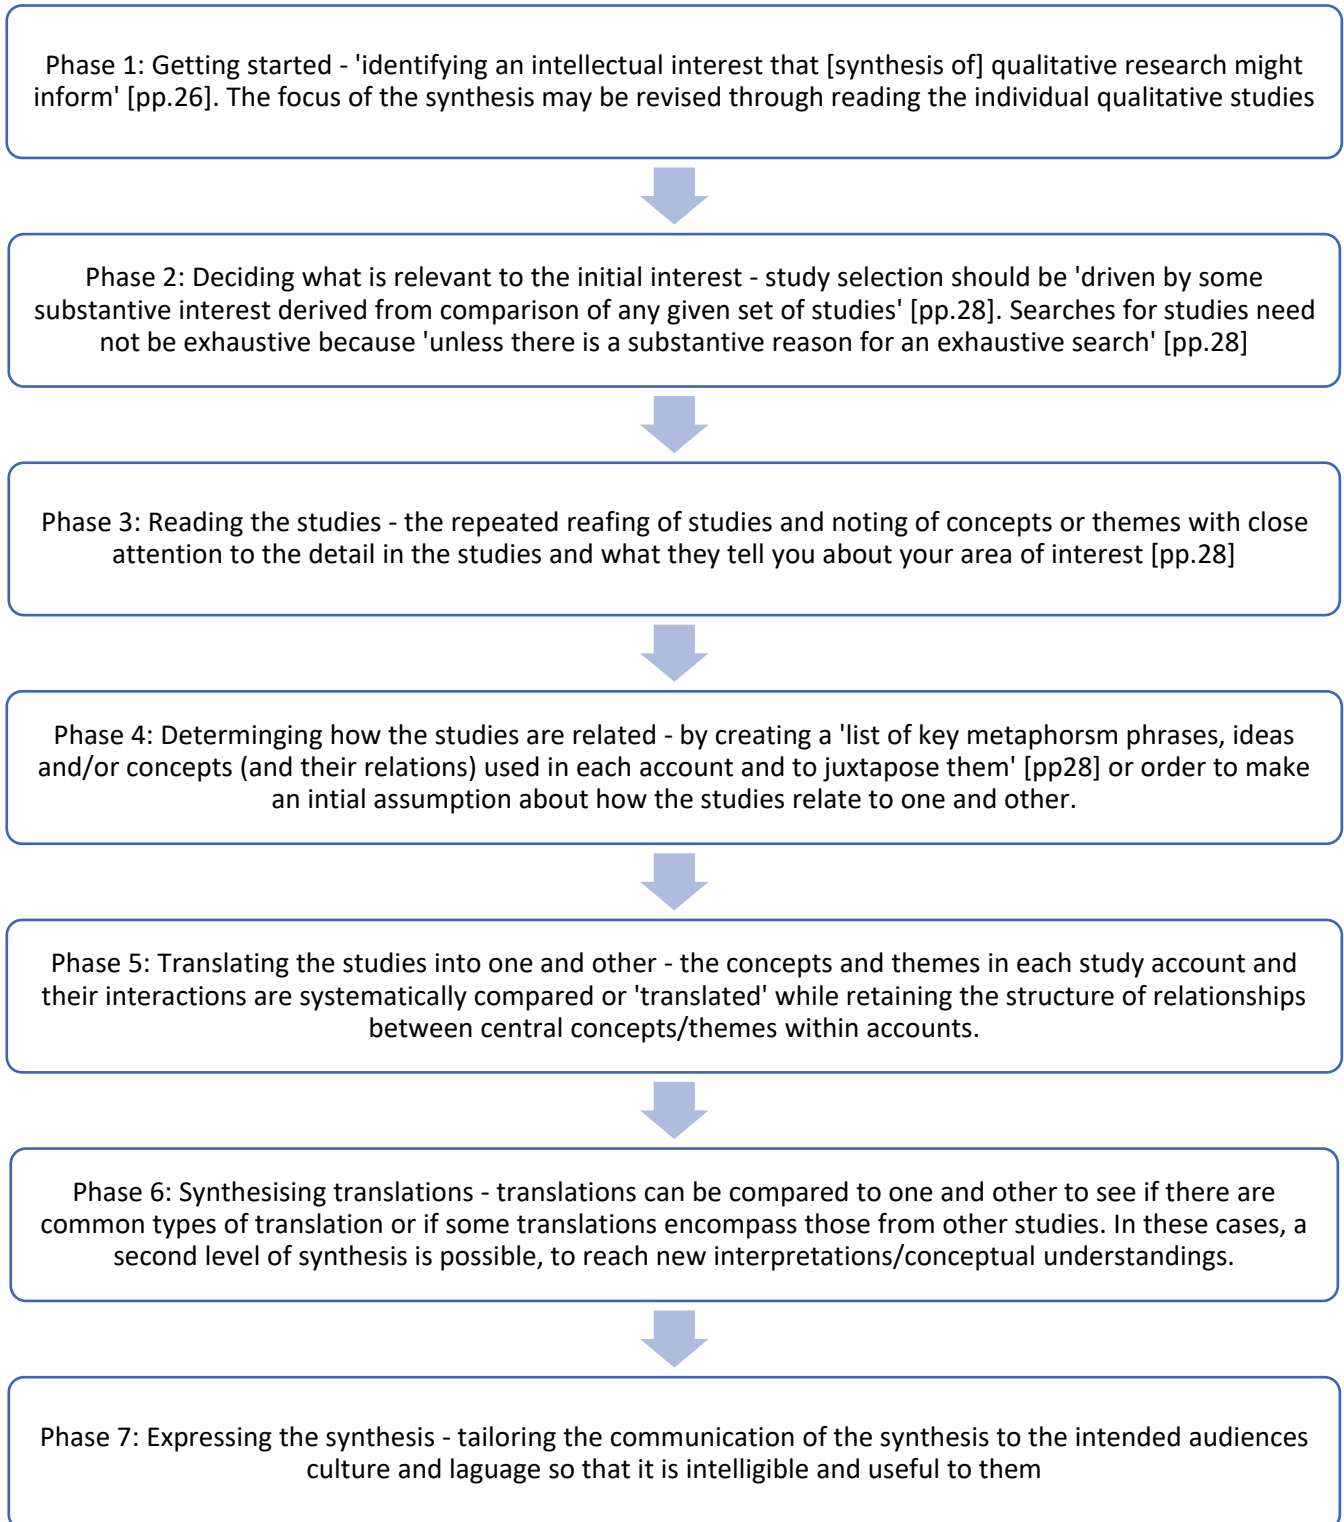 Phase 1: Getting started - 'identifying an intellectual interest that [synthesis of] qualitative research might
inform' [pp.26]. The focus of the synthesis may be revised through reading the individual qualitative studies
Phase 2: Deciding what is relevant to the initial interest - study selection should be 'driven by some
substantive interest derived from comparison of any given set of studies' [pp.28]. Searches for studies need
not be exhaustive because 'unless there is a substantive reason for an exhaustive search' [pp.28]
Phase 3: Reading the studies - the repeated reafing of studies and noting of concepts or themes with close
attention to the detail in the studies and what they tell you about your area of interest [pp.28]
Phase 4: Determinging how the studies are related - by creating a 'list of key metaphorsm phrases, ideas
and/or concepts (and their relations) used in each account and to juxtapose them' [pp28] or order to make
an intial assumption about how the studies relate to one and other.
Phase 5: Translating the studies into one and other - the concepts and themes in each study account and
their interactions are systematically compared or 'translated' while retaining the structure of relationships
between central concepts/themes within accounts.
Phase 6: Synthesising translations - translations can be compared to one and other to see if there are
common types of translation or if some translations encompass those from other studies. In these cases, a
second level of synthesis is possible, to reach new interpretations/conceptual understandings.
Phase 7: Expressing the synthesis - tailoring the communication of the synthesis to the intended audiences
culture and laguage so that it is intelligible and useful to them